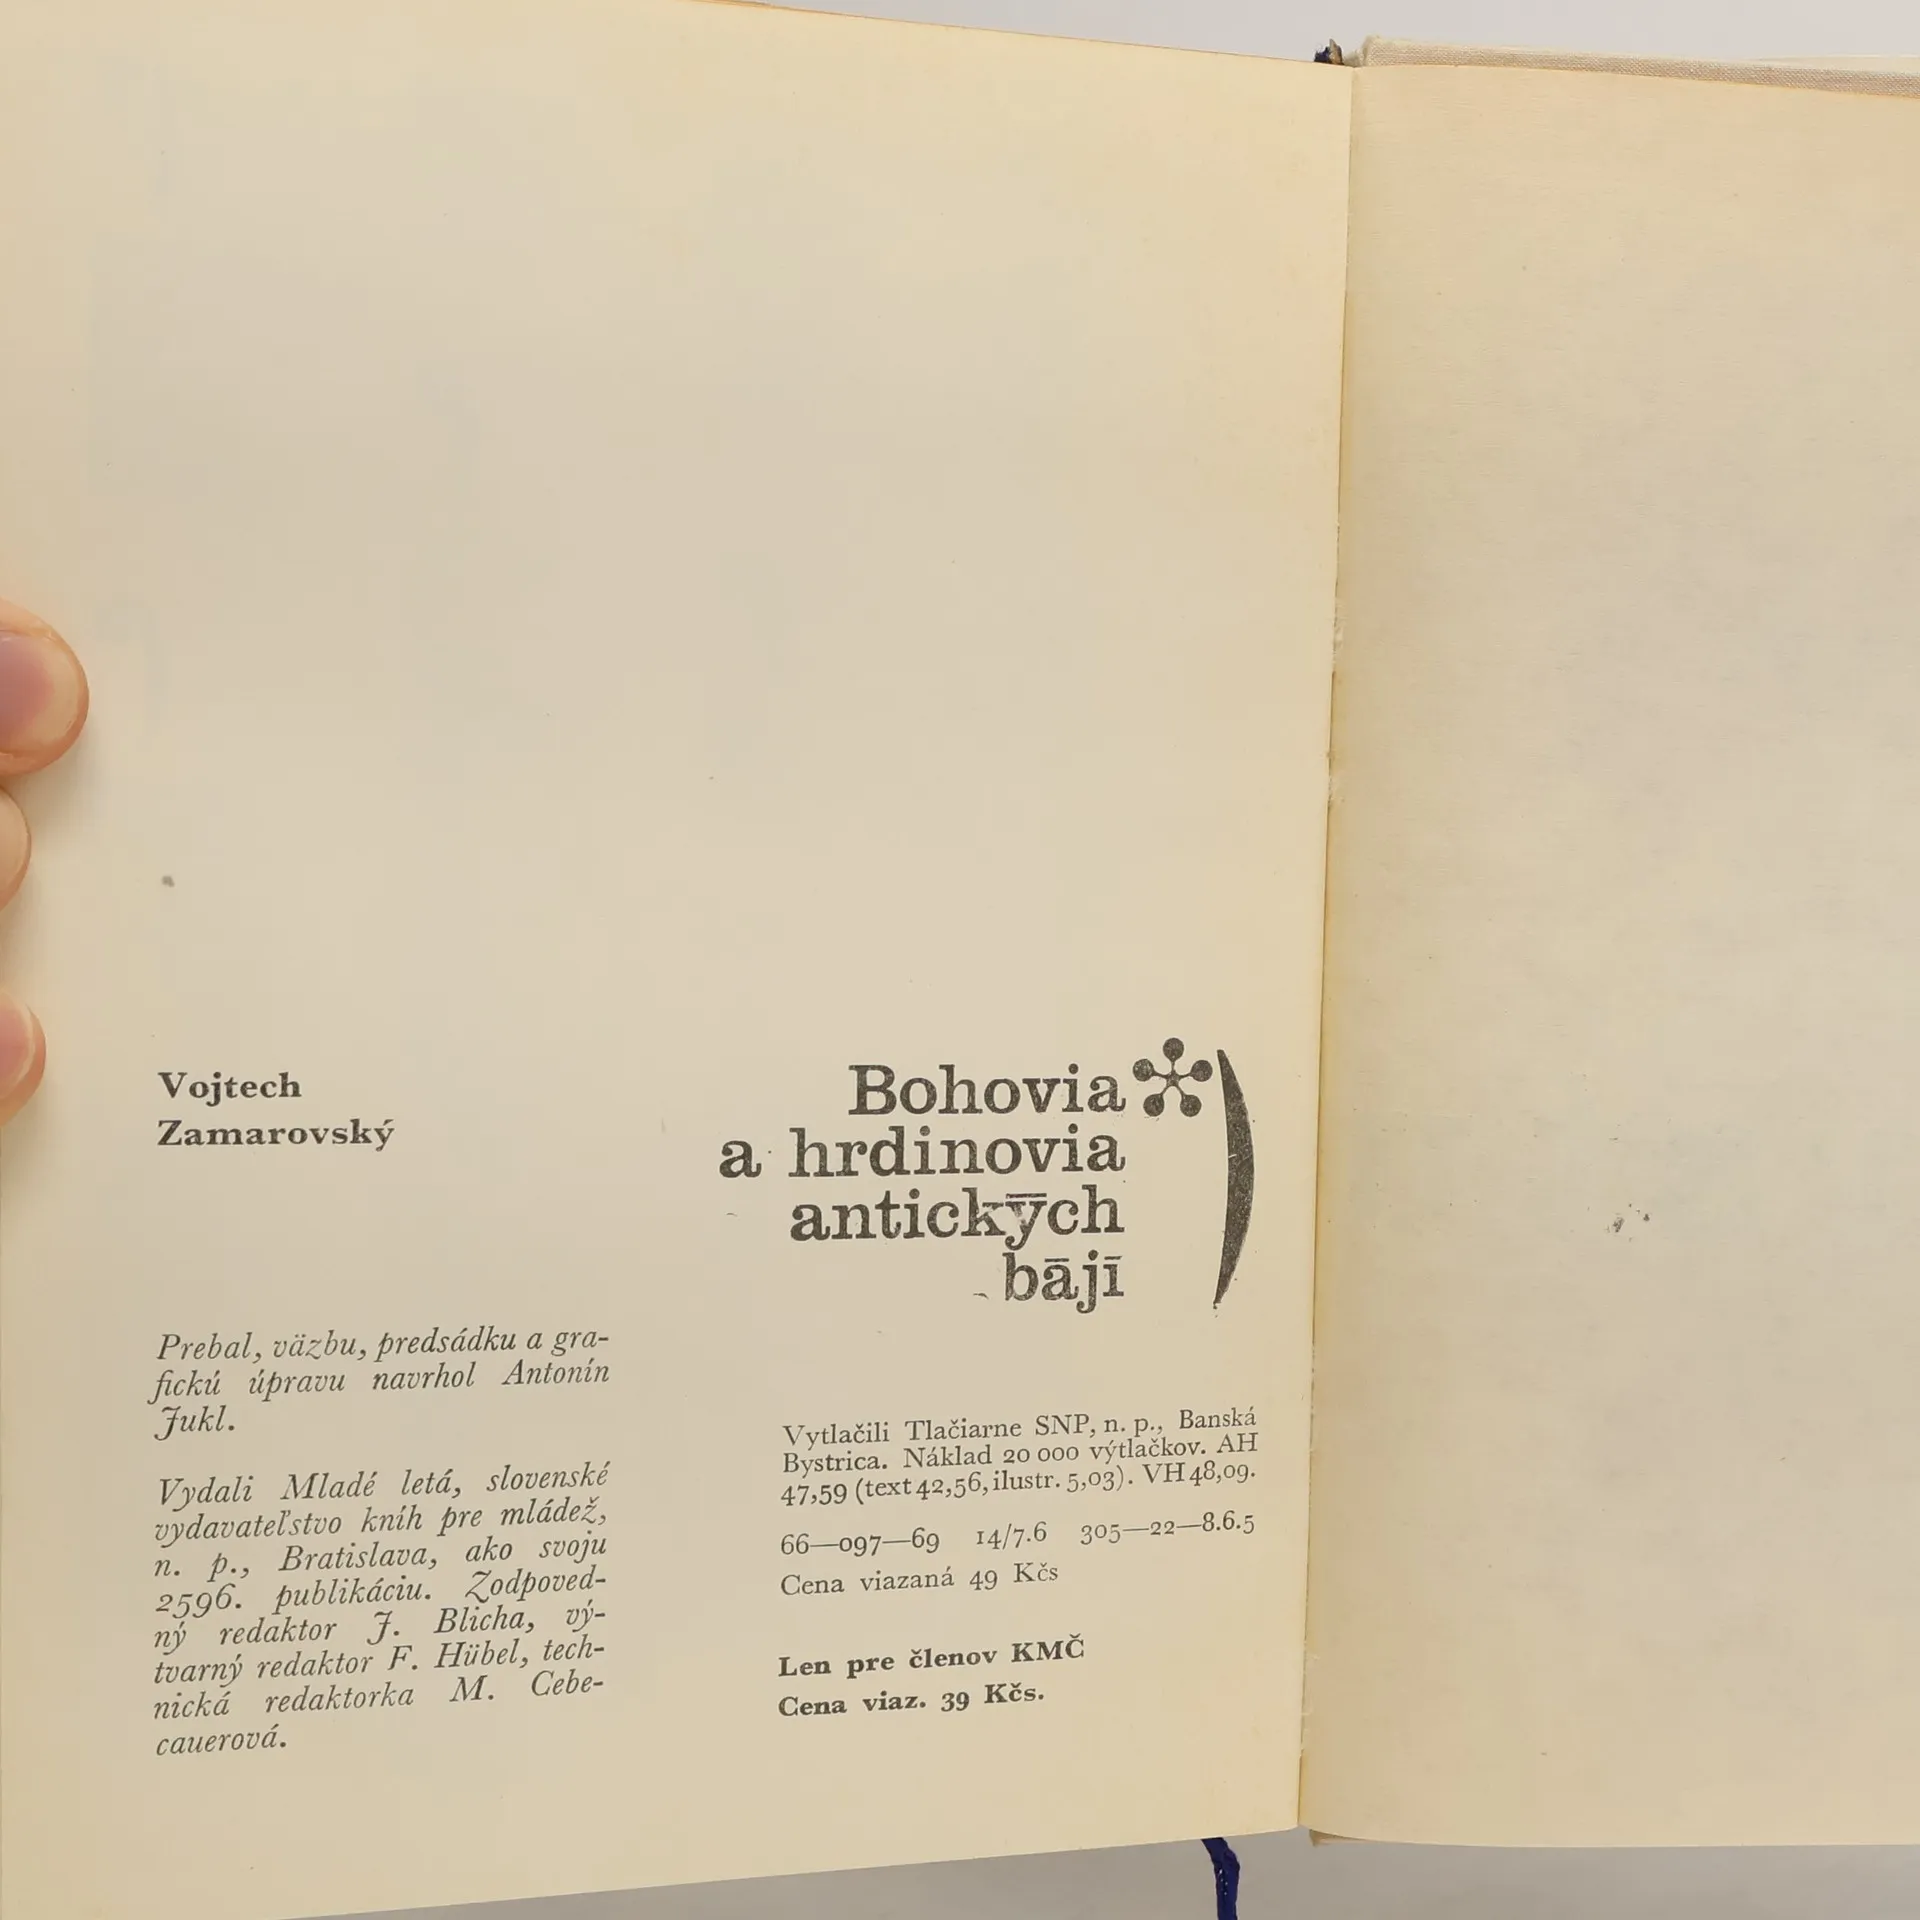 Vojtech
Zamarovský
Prebal, väzbu, predsádku a gra-
fickú úpravu navrhol Antonín
Jukl.
Vydali Mladé letá, slovenské
vydavateľstvo kníh pre mládež,
n. p., Bratislava, ako svoju
2596. publikáciu. Zodpoved-
ný redaktor J. Blicha, vý-
tvarný redaktor F. Hübel, tech-
nická redaktorka M. Cebe-
cauerová.
Bohovia
a hrdinovia
antickȳch
bājī
Vytlačili Tlačiarne SNP, n. p., Banská
Bystrica. Náklad 20 000 výtlačkov. AH
47,59 (text 42,56, ilustr. 5,03). VH 48,09.
66—097—69 14/7.6 305—22—8.6.5
Cena viazaná 49 Kčs
Len pre členov KMČ
Cena viaz. 39 Kčs.